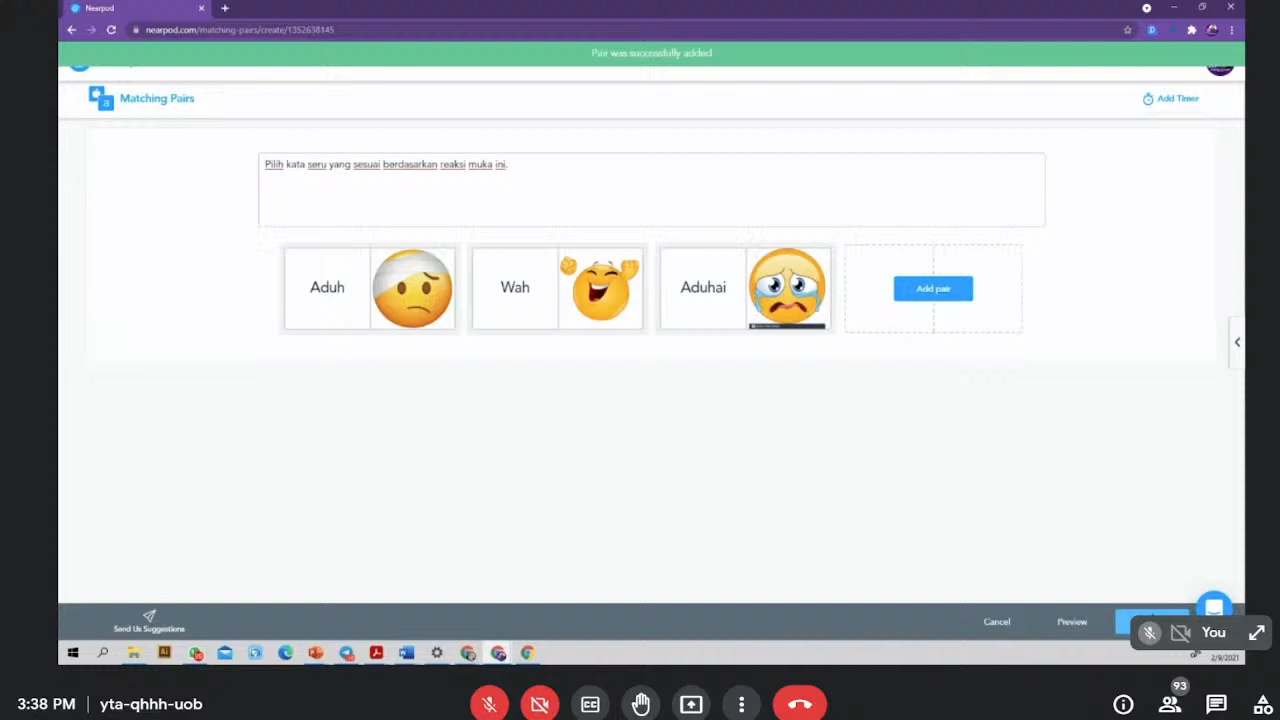 Nearpod
nearpod.com/matching-pairs/create/1352638145
Pair was successfully added
Matching Pairs
Add Timer
Pilih kata seru yang sesuai berdasarkan reaksi muka ini.
Aduh
Wah
Aduhai
Add pair
Send Us Suggestions
Cancel
Preview
You
2/9/2021
3:38 PM | yta-qhhh-uob
93